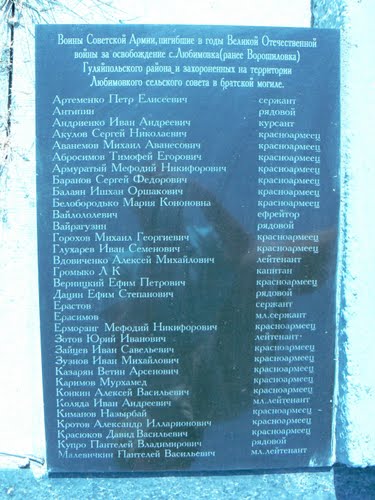 Воины Советской Армии, погибшие в годы Великой Отечественной
войны за освобождение с.Любимовка(ранее Ворошиловка)
Гуляйпольского района и захороненных на территории
Любимовского сельского совета в братской могиле.
Артеменко Петр Елисеевич сержант
Антипин рядовой
Андриенко Иван Андреевич курсант
Акулов Сергей Николаевич красноармеец
Аванемов Михаил Аванесович красноармеец
Абросимов Тимофей Егорович красноармеец
Армуратый Мефодий Никифорович красноармеец
Баранов Сергей Федорович красноармеец
Балаян Ишхан Оршакович красноармеец
Белобородько Мария Кононовна красноармеец
Вайлололевич ефрейтор
Вайрагузин рядовой
Горохов Михаил Георгиевич красноармеец
Глухарев Иван Семенович красноармеец
Вдовиченко Алексей Михайлович лейтенант
Громыко Л К капитан
Верницкий Ефим Петрович красноармеец
Дацин Ефим Степанович рядовой
Ерастов сержант
Ерасимов мл.сержант
Ерморзиг Мефодий Никифорович красноармеец
Зотов Юрий Иванович лейтенант
Зайцев Иван Савельевич красноармеец
Зузнов Иван Михайлович красноармеец
Казарян Ветин Арсенович красноармеец
Каримов Мурхамед красноармеец
Конкин Алексей Васильевич красноармеец
Коляда Иван Андреевич мл.лейтенант
Киманов Назырбай красноармеец
Кротов Александр Илларионович красноармеец
Красюков Давид Васильевич красноармеец
Купро Пантелей Владимирович рядовой
Малевичкин Пантелей Васильевич мл.лейтенант